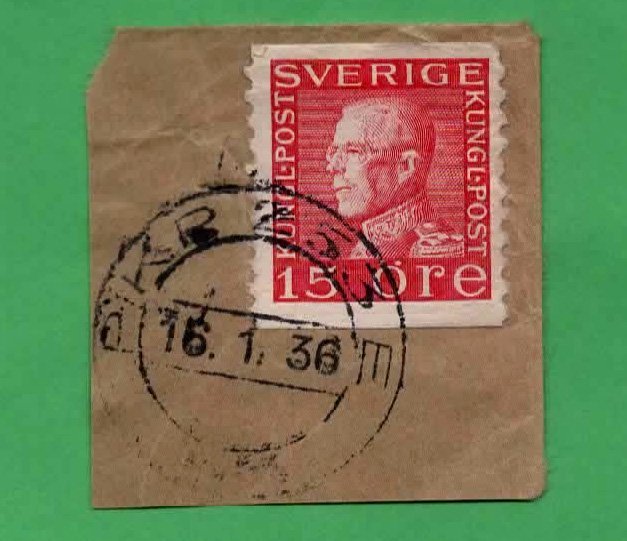 SVERIGE
KUNGL-POST
KUNGL-POST
15 öre
16. 1. 36